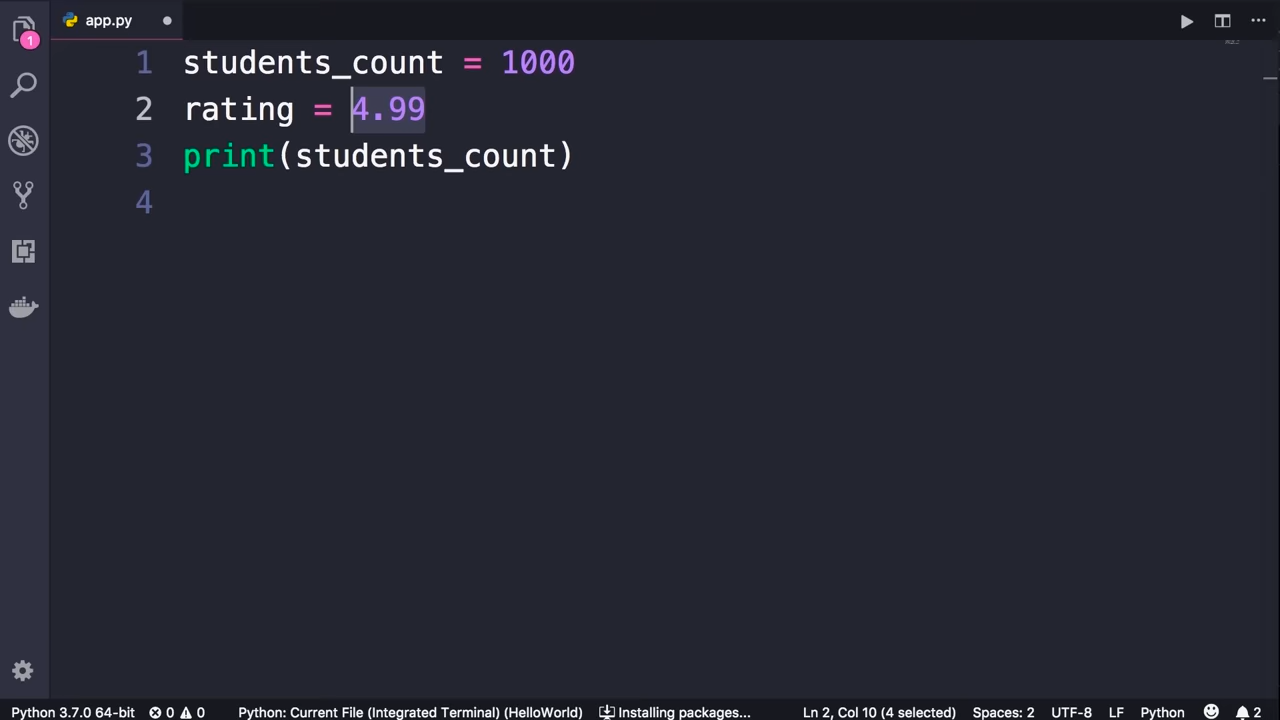 app.py
1 students_count = 1000
2 rating = 4.99
3 print(students_count)
4
1
Python 3.7.0 64-bit 0 0 Python: Current File (Integrated Terminal) (HelloWorld) Installing packages... Ln 2, Col 10 (4 selected) Spaces: 2 UTF-8 LF Python 2